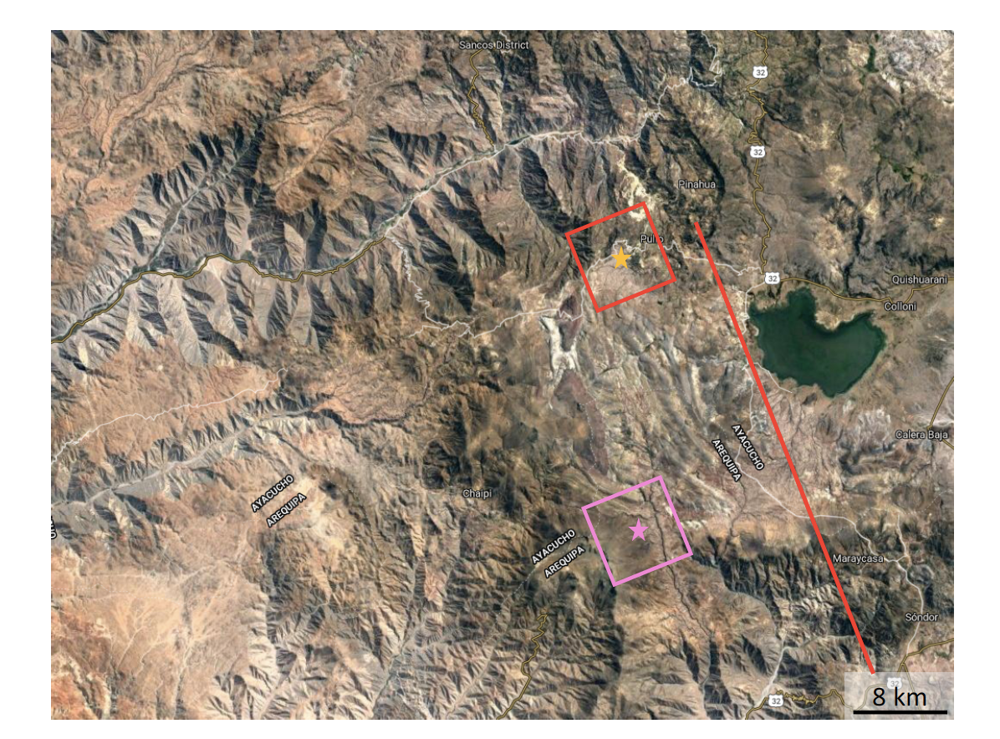 Sancos District
32
32
Pinahua
32
Quishuarani
Colloni
AYACUCHO
AREQUIPA
Calera Baja
Chaipi
AYACUCHO
AREQUIPA
AYACUCHO
AREQUIPA
Maraycasa
Sóndor
32
32
8 km